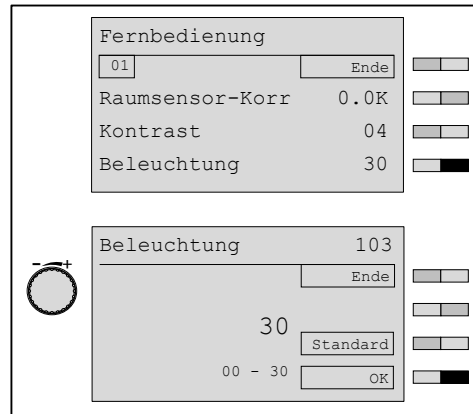 Fernbedienung
01 Ende
Raumsensor-Korr 0.0K
Kontrast 04
Beleuchtung 30
Beleuchtung 103
Ende
- +
30
Standard
00 - 30 OK